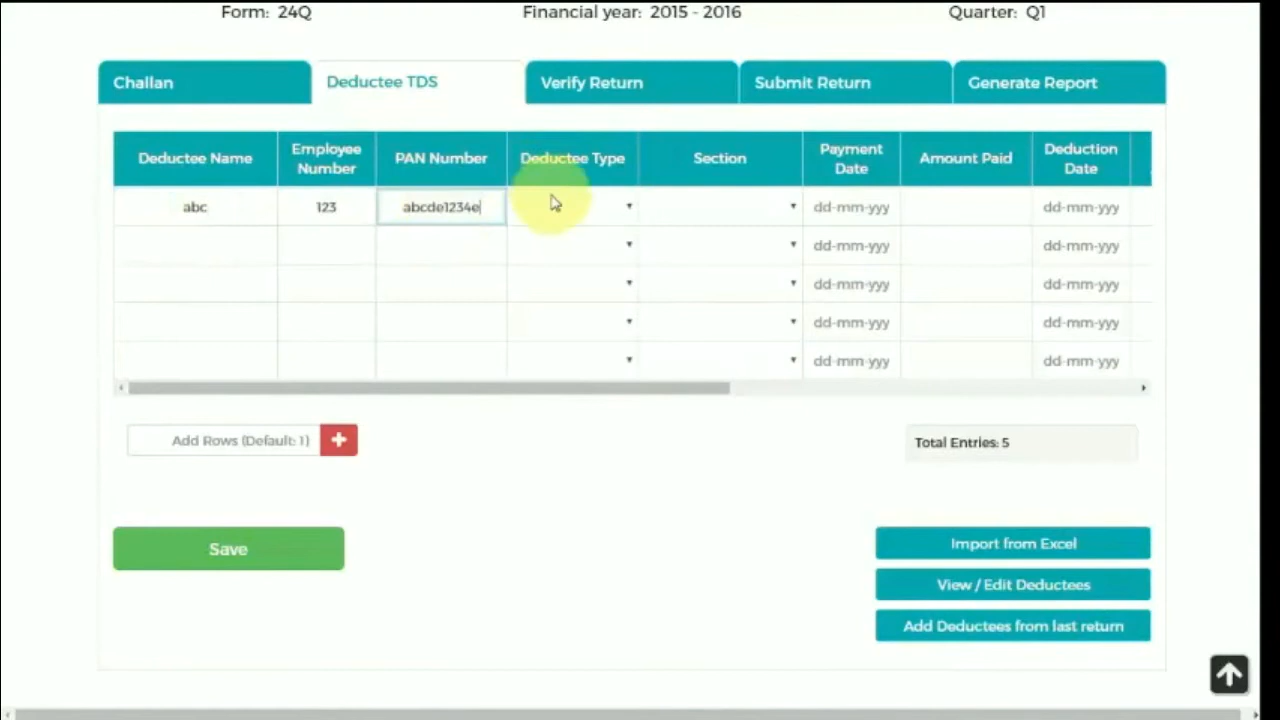 Form: 24Q Financial year: 2015 - 2016 Quarter: Q1
Challan Deductee TDS Verify Return Submit Return Generate Report
Deductee Name Employee Number PAN Number Deductee Type Section Payment Date Amount Paid Deduction Date
abc 123 abcde1234e dd-mm-yyy dd-mm-yyy
dd-mm-yyy dd-mm-yyy
dd-mm-yyy dd-mm-yyy
dd-mm-yyy dd-mm-yyy
dd-mm-yyy dd-mm-yyy
Add Rows (Default: 1) Total Entries: 5
Save
Import from Excel
View / Edit Deductees
Add Deductees from last return